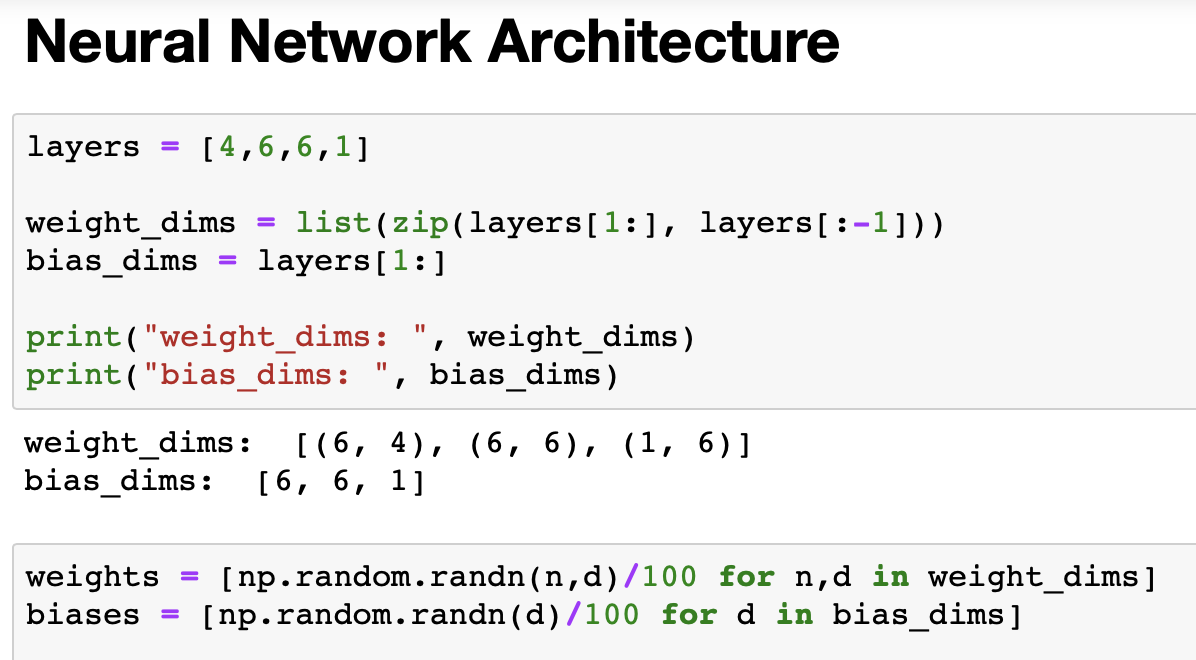 Neural Network Architecture
layers = [4,6,6,1]
weight_dims = list(zip(layers[1:], layers[:-1]))
bias_dims = layers[1:]
print("weight_dims: ", weight_dims)
print("bias_dims: ", bias_dims)
weight_dims:  [(6, 4), (6, 6), (1, 6)]
bias_dims:  [6, 6, 1]
weights = [np.random.randn(n,d)/100 for n,d in weight_dims]
biases = [np.random.randn(d)/100 for d in bias_dims]